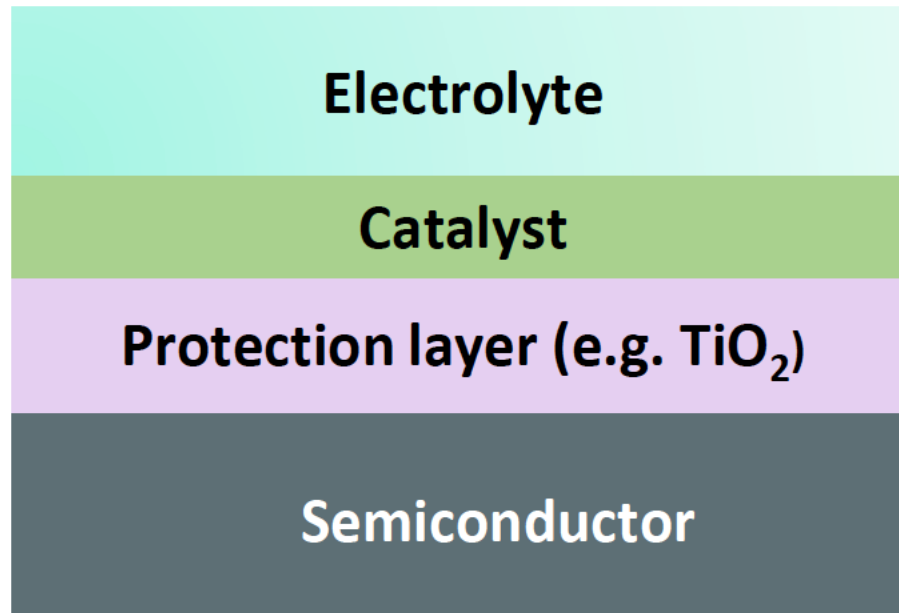 Electrolyte
Catalyst
Protection layer (e.g. TiO₂)
Semiconductor